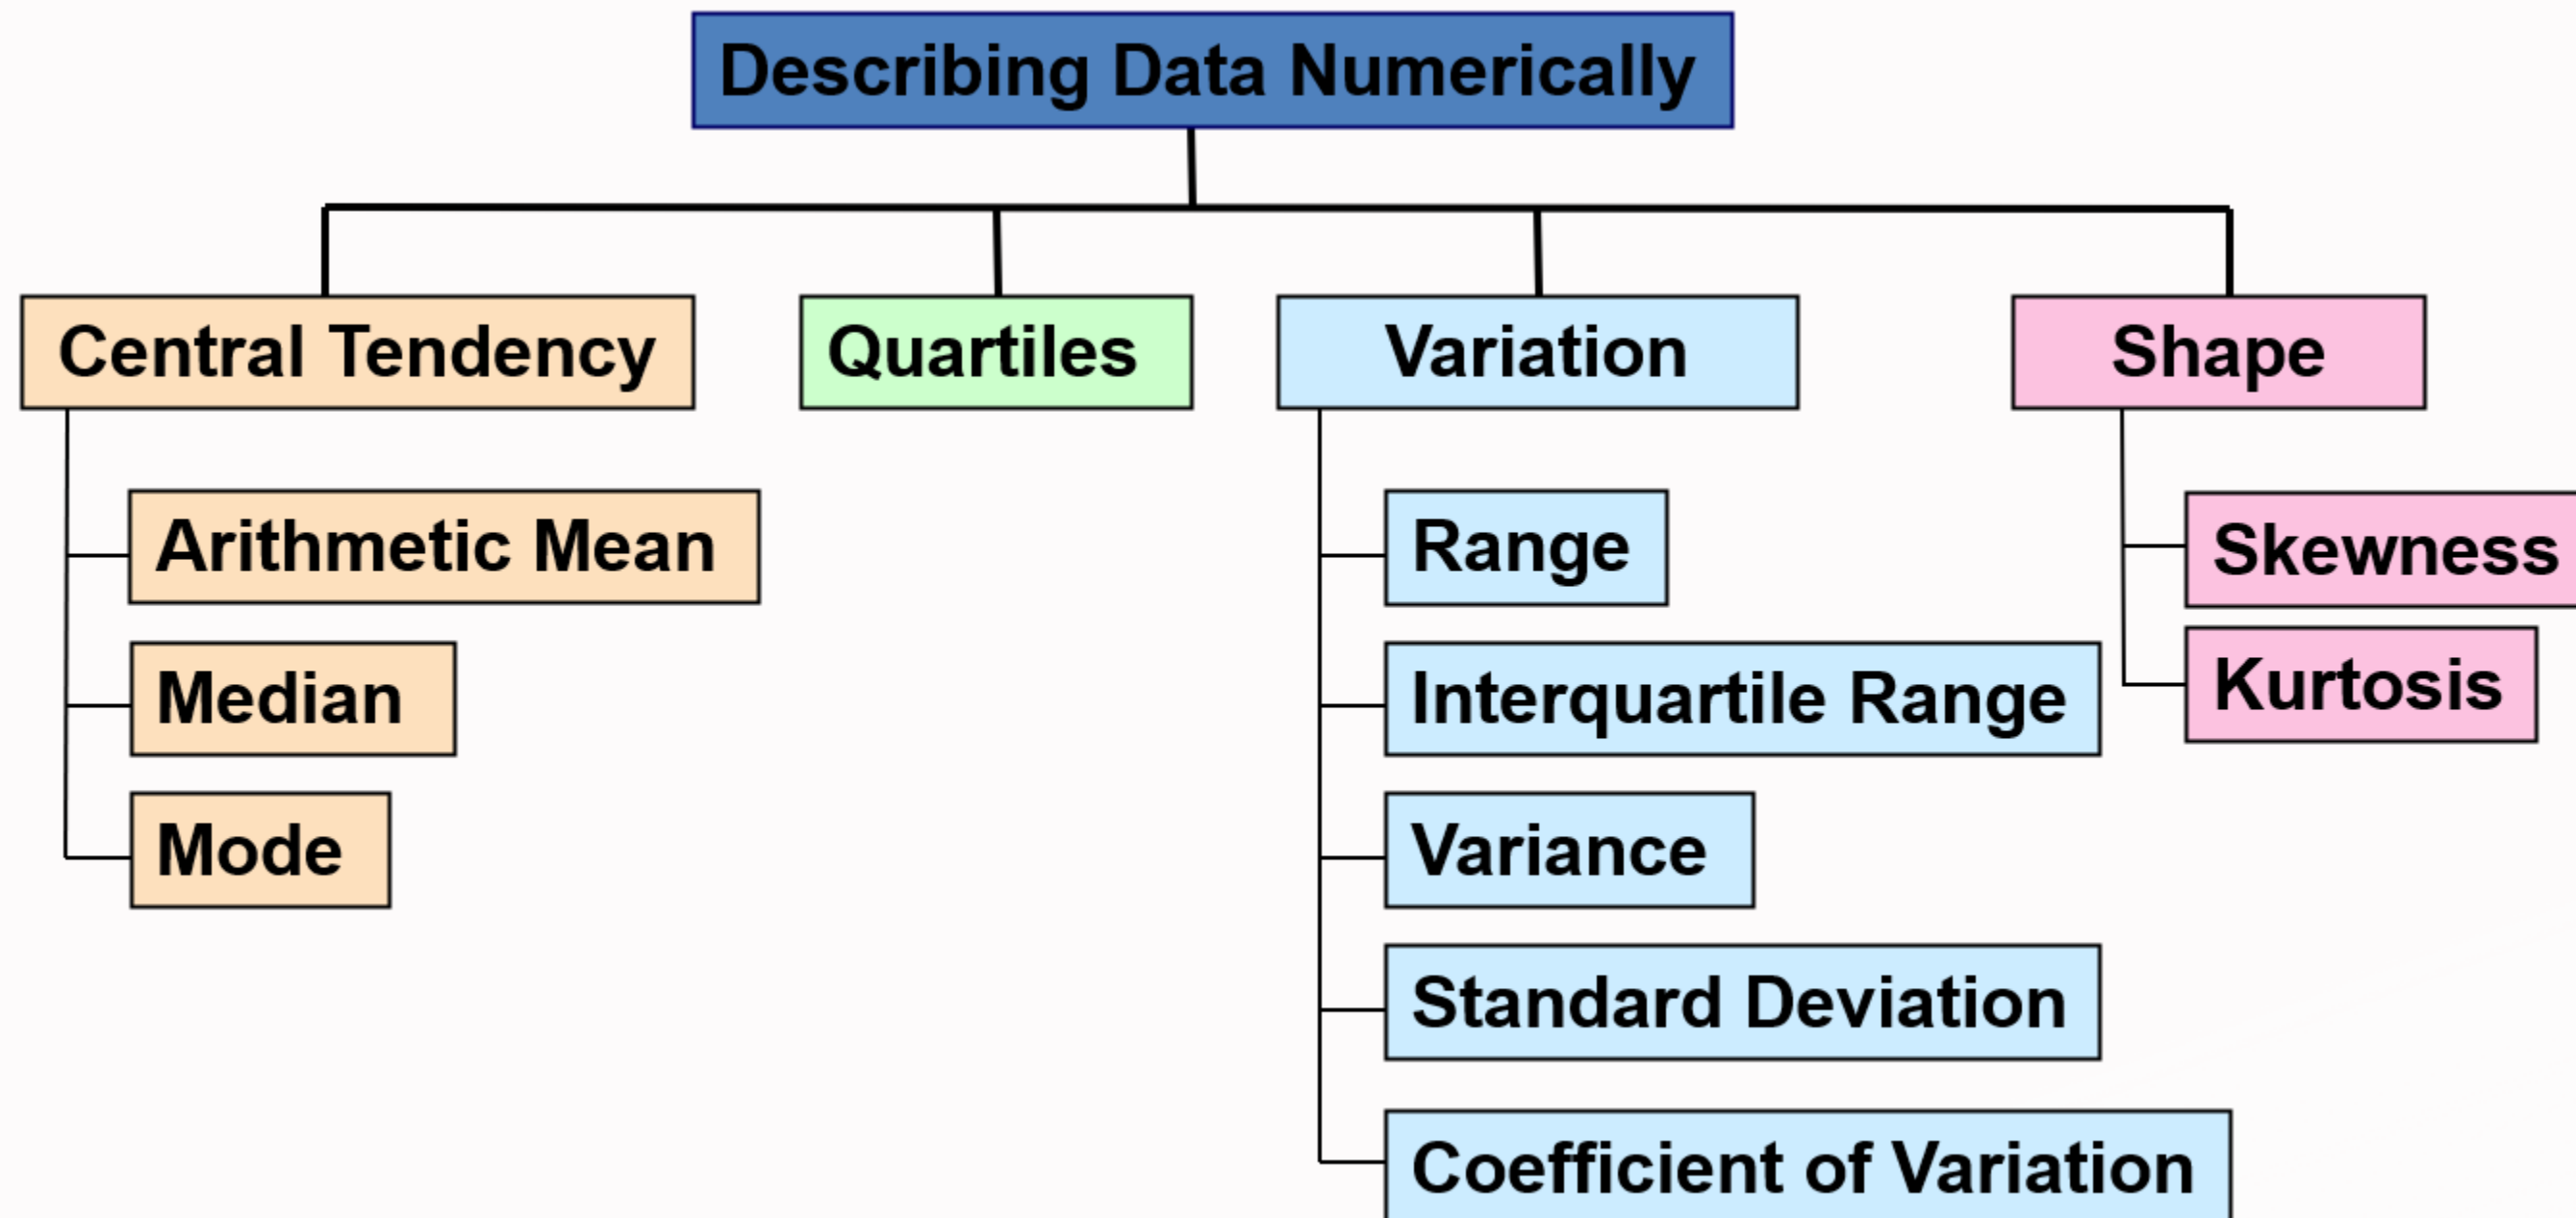 Describing Data Numerically
Central Tendency
Quartiles
Variation
Shape
Arithmetic Mean
Median
Mode
Range
Interquartile Range
Variance
Standard Deviation
Coefficient of Variation
Skewness
Kurtosis